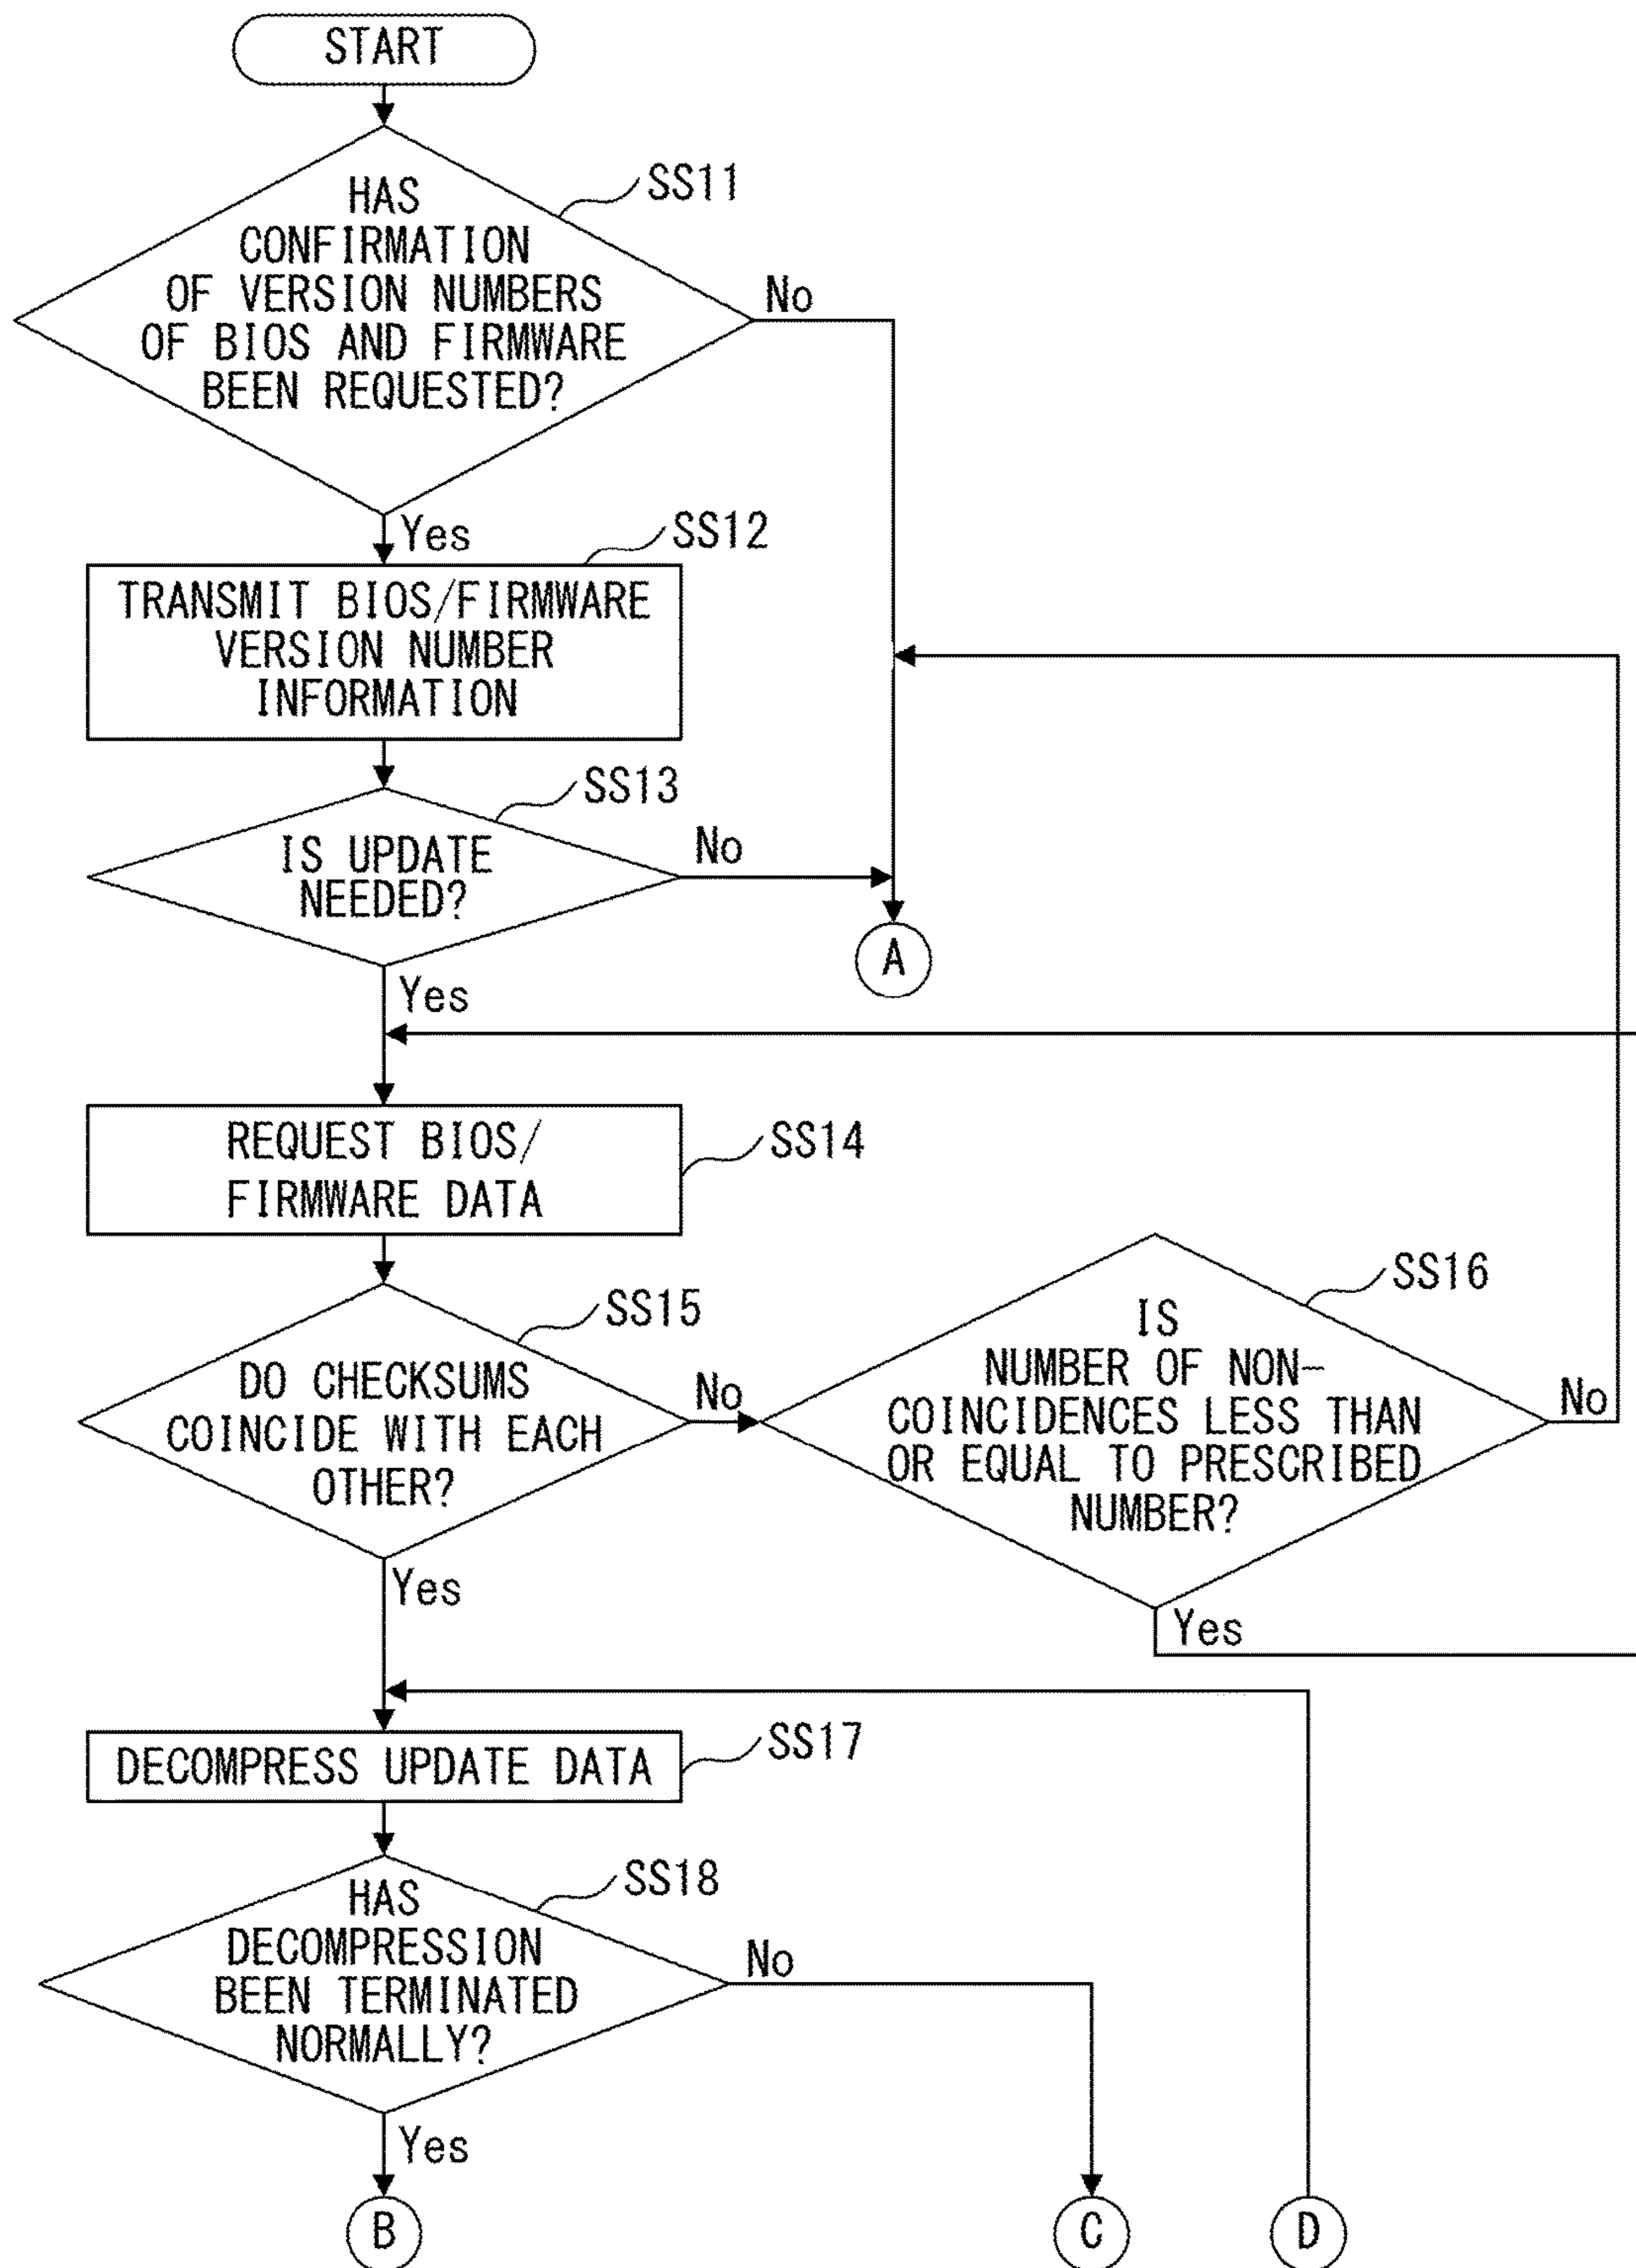 START
SS11
HAS
CONFIRMATION
OF VERSION NUMBERS
OF BIOS AND FIRMWARE
BEEN REQUESTED?
No
Yes
SS12
TRANSMIT BIOS/FIRMWARE
VERSION NUMBER
INFORMATION
SS13
IS UPDATE
NEEDED?
No
A
Yes
REQUEST BIOS/
FIRMWARE DATA
SS14
SS15
DO CHECKSUMS
COINCIDE WITH EACH
OTHER?
No
SS16
IS
NUMBER OF NON-
COINCIDENCES LESS THAN
OR EQUAL TO PRESCRIBED
NUMBER?
No
Yes
Yes
DECOMPRESS UPDATE DATA
SS17
SS18
HAS
DECOMPRESSION
BEEN TERMINATED
NORMALLY?
No
Yes
B
C
D